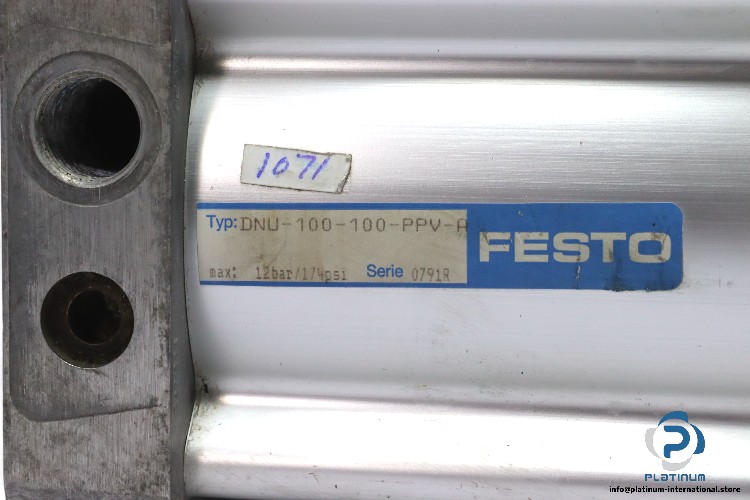 1071
Typ: DNU-100-100-PPV-A
FESTO
max: 12bar/174psi Serie 0791R
PLATINUM
info@platinum-international.store